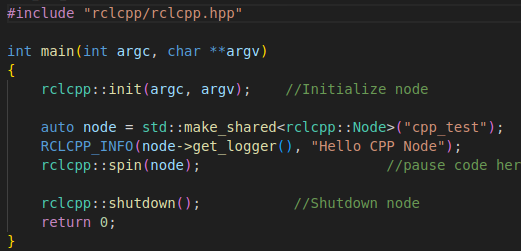 #include "rclcpp/rclcpp.hpp"
int main(int argc, char **argv)
{
rclcpp::init(argc, argv); //Initialize node
auto node = std::make_shared<rclcpp::Node>("cpp_test");
RCLCPP_INFO(node->get_logger(), "Hello CPP Node");
rclcpp::spin(node); //pause code her
rclcpp::shutdown(); //Shutdown node
return 0;
}